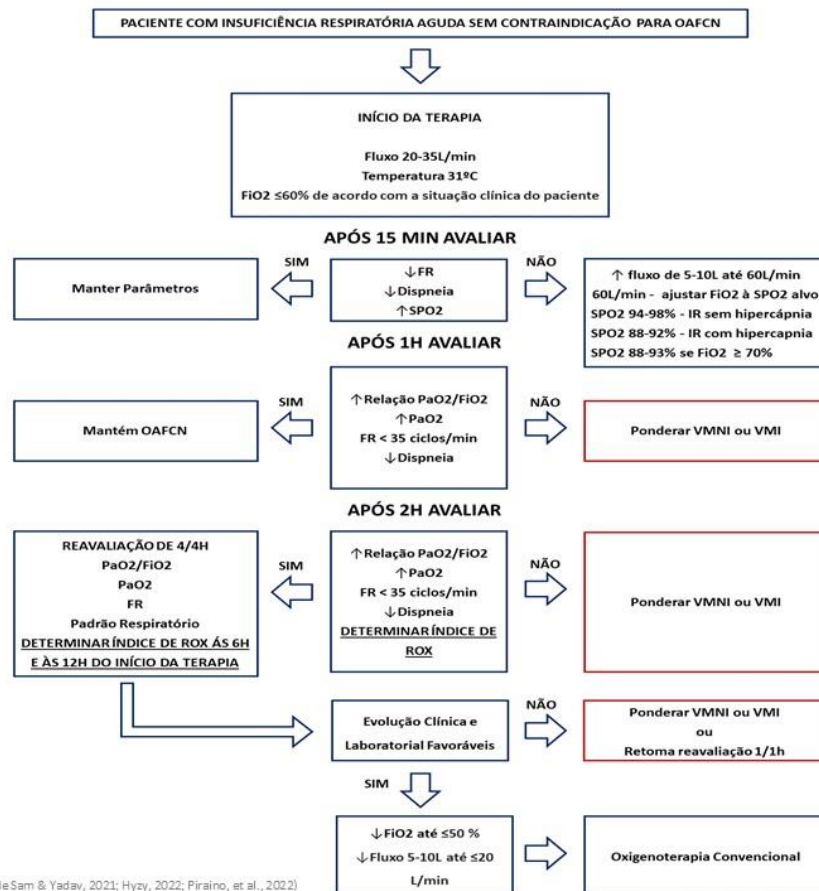 PACIENTE COM INSUFICIÊNCIA RESPIRATÓRIA AGUDA SEM CONTRAINDICAÇÃO PARA OAFCN
INÍCIO DA TERAPIA
Fluxo 20-35L/min
Temperatura 31ºC
FiO2 ≤60% de acordo com a situação clínica do paciente
APÓS 15 MIN AVALIAR
Manter Parâmetros
SIM
↓FR
↓Dispneia
↑SPO2
NÃO
↑ fluxo de 5-10L até 60L/min
60L/min - ajustar FiO2 à SPO2 alvo
SPO2 94-98% - IR sem hipercápnia
SPO2 88-92% - IR com hipercapnia
SPO2 88-93% se FiO2 ≥ 70%
APÓS 1H AVALIAR
Mantém OAFCN
SIM
↑Relação PaO2/FiO2
↑PaO2
FR < 35 ciclos/min
↓Dispneia
NÃO
Ponderar VMNI ou VMI
APÓS 2H AVALIAR
REAVALIAÇÃO DE 4/4H
PaO2/FiO2
PaO2
FR
Padrão Respiratório
DETERMINAR ÍNDICE DE ROX ÁS 6H
E ÀS 12H DO INÍCIO DA TERAPIA
SIM
↑Relação PaO2/FiO2
↑PaO2
FR < 35 ciclos/min
↓Dispneia
DETERMINAR ÍNDICE DE
ROX
NÃO
Ponderar VMNI ou VMI
Evolução Clínica e
Laboratorial Favoráveis
NÃO
Ponderar VMNI ou VMI
ou
Retoma reavaliação 1/1h
SIM
↓FiO2 até ≤50 %
↓Fluxo 5-10L até ≤20
L/min
Oxigenoterapia Convencional
Sam & Yadav, 2021; Hyzy, 2022; Piraino, et al., 2022)